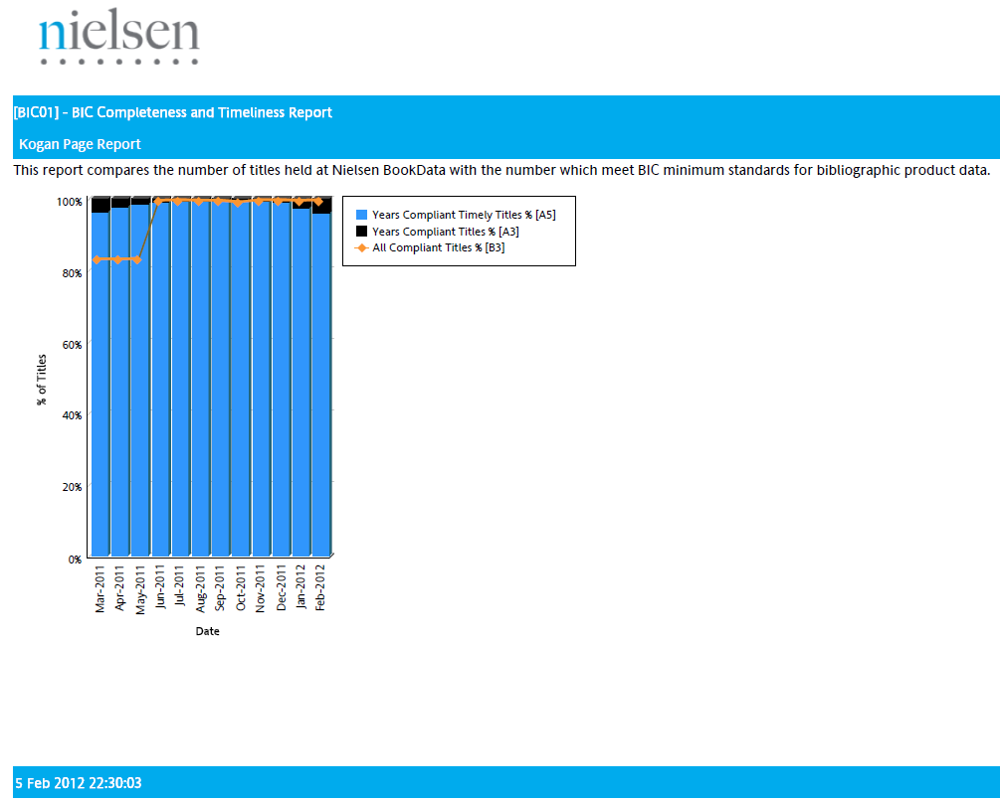 nielsen
[BIC01] - BIC Completeness and Timeliness Report
Kogan Page Report
This report compares the number of titles held at Nielsen BookData with the number which meet BIC minimum standards for bibliographic product data.
100%
80%
60%
40%
20%
0%
% of Titles
Years Compliant Timely Titles % [A5]
Years Compliant Titles % [A3]
All Compliant Titles % [B3]
Mar-2011
Apr-2011
May-2011
Jun-2011
Jul-2011
Aug-2011
Sep-2011
Oct-2011
Nov-2011
Dec-2011
Jan-2012
Feb-2012
Date
5 Feb 2012 22:30:03